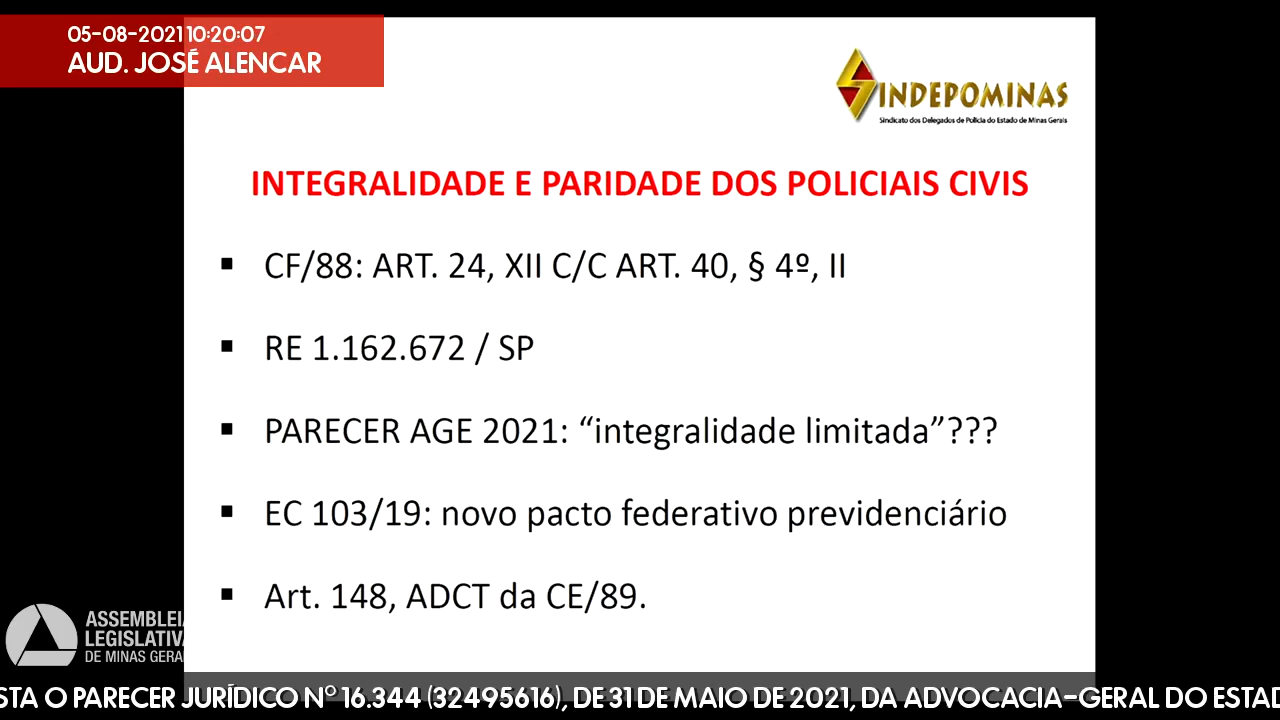 05-08-2021 10:20:07
AUD. JOSÉ ALENCAR
SINDEPOMINAS
Sindicato dos Delegados de Polícia do Estado de Minas Gerais
INTEGRALIDADE E PARIDADE DOS POLICIAIS CIVIS
▪ CF/88: ART. 24, XII C/C ART. 40, § 4º, II
▪ RE 1.162.672 / SP
▪ PARECER AGE 2021: “integralidade limitada”???
▪ EC 103/19: novo pacto federativo previdenciário
▪ Art. 148, ADCT da CE/89.
ASSEMBLEIA
LEGISLATIVA
DE MINAS GERAI
STA O PARECER JURÍDICO Nº 16.344 (32495616), DE 31 DE MAIO DE 2021, DA ADVOCACIA-GERAL DO ESTAD